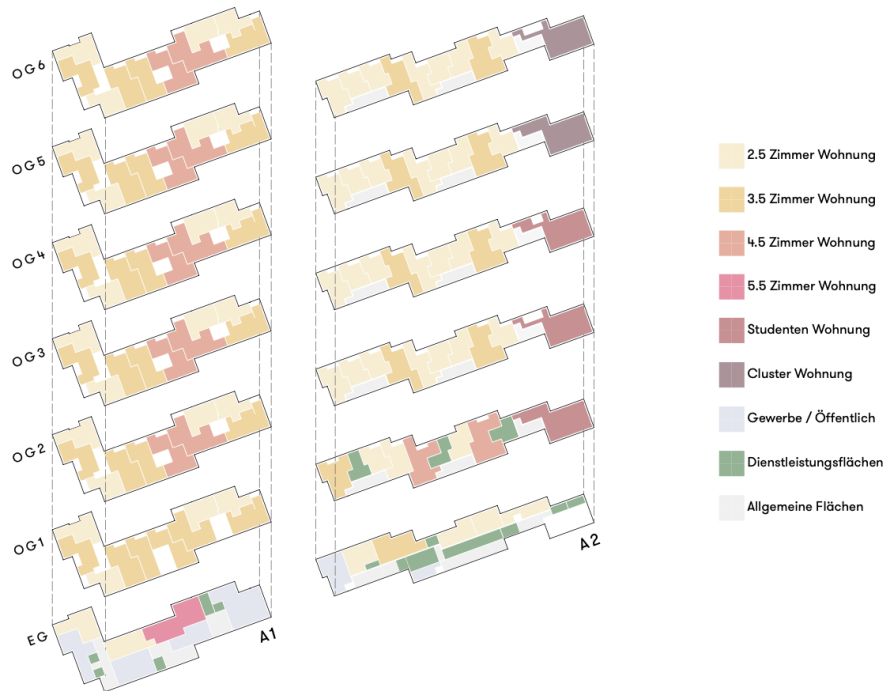 OG6
OG5
OG4
OG3
OG2
OG1
EG
A1
A2
2.5 Zimmer Wohnung
3.5 Zimmer Wohnung
4.5 Zimmer Wohnung
5.5 Zimmer Wohnung
Studenten Wohnung
Cluster Wohnung
Gewerbe / Öffentlich
Dienstleistungsflächen
Allgemeine Flächen